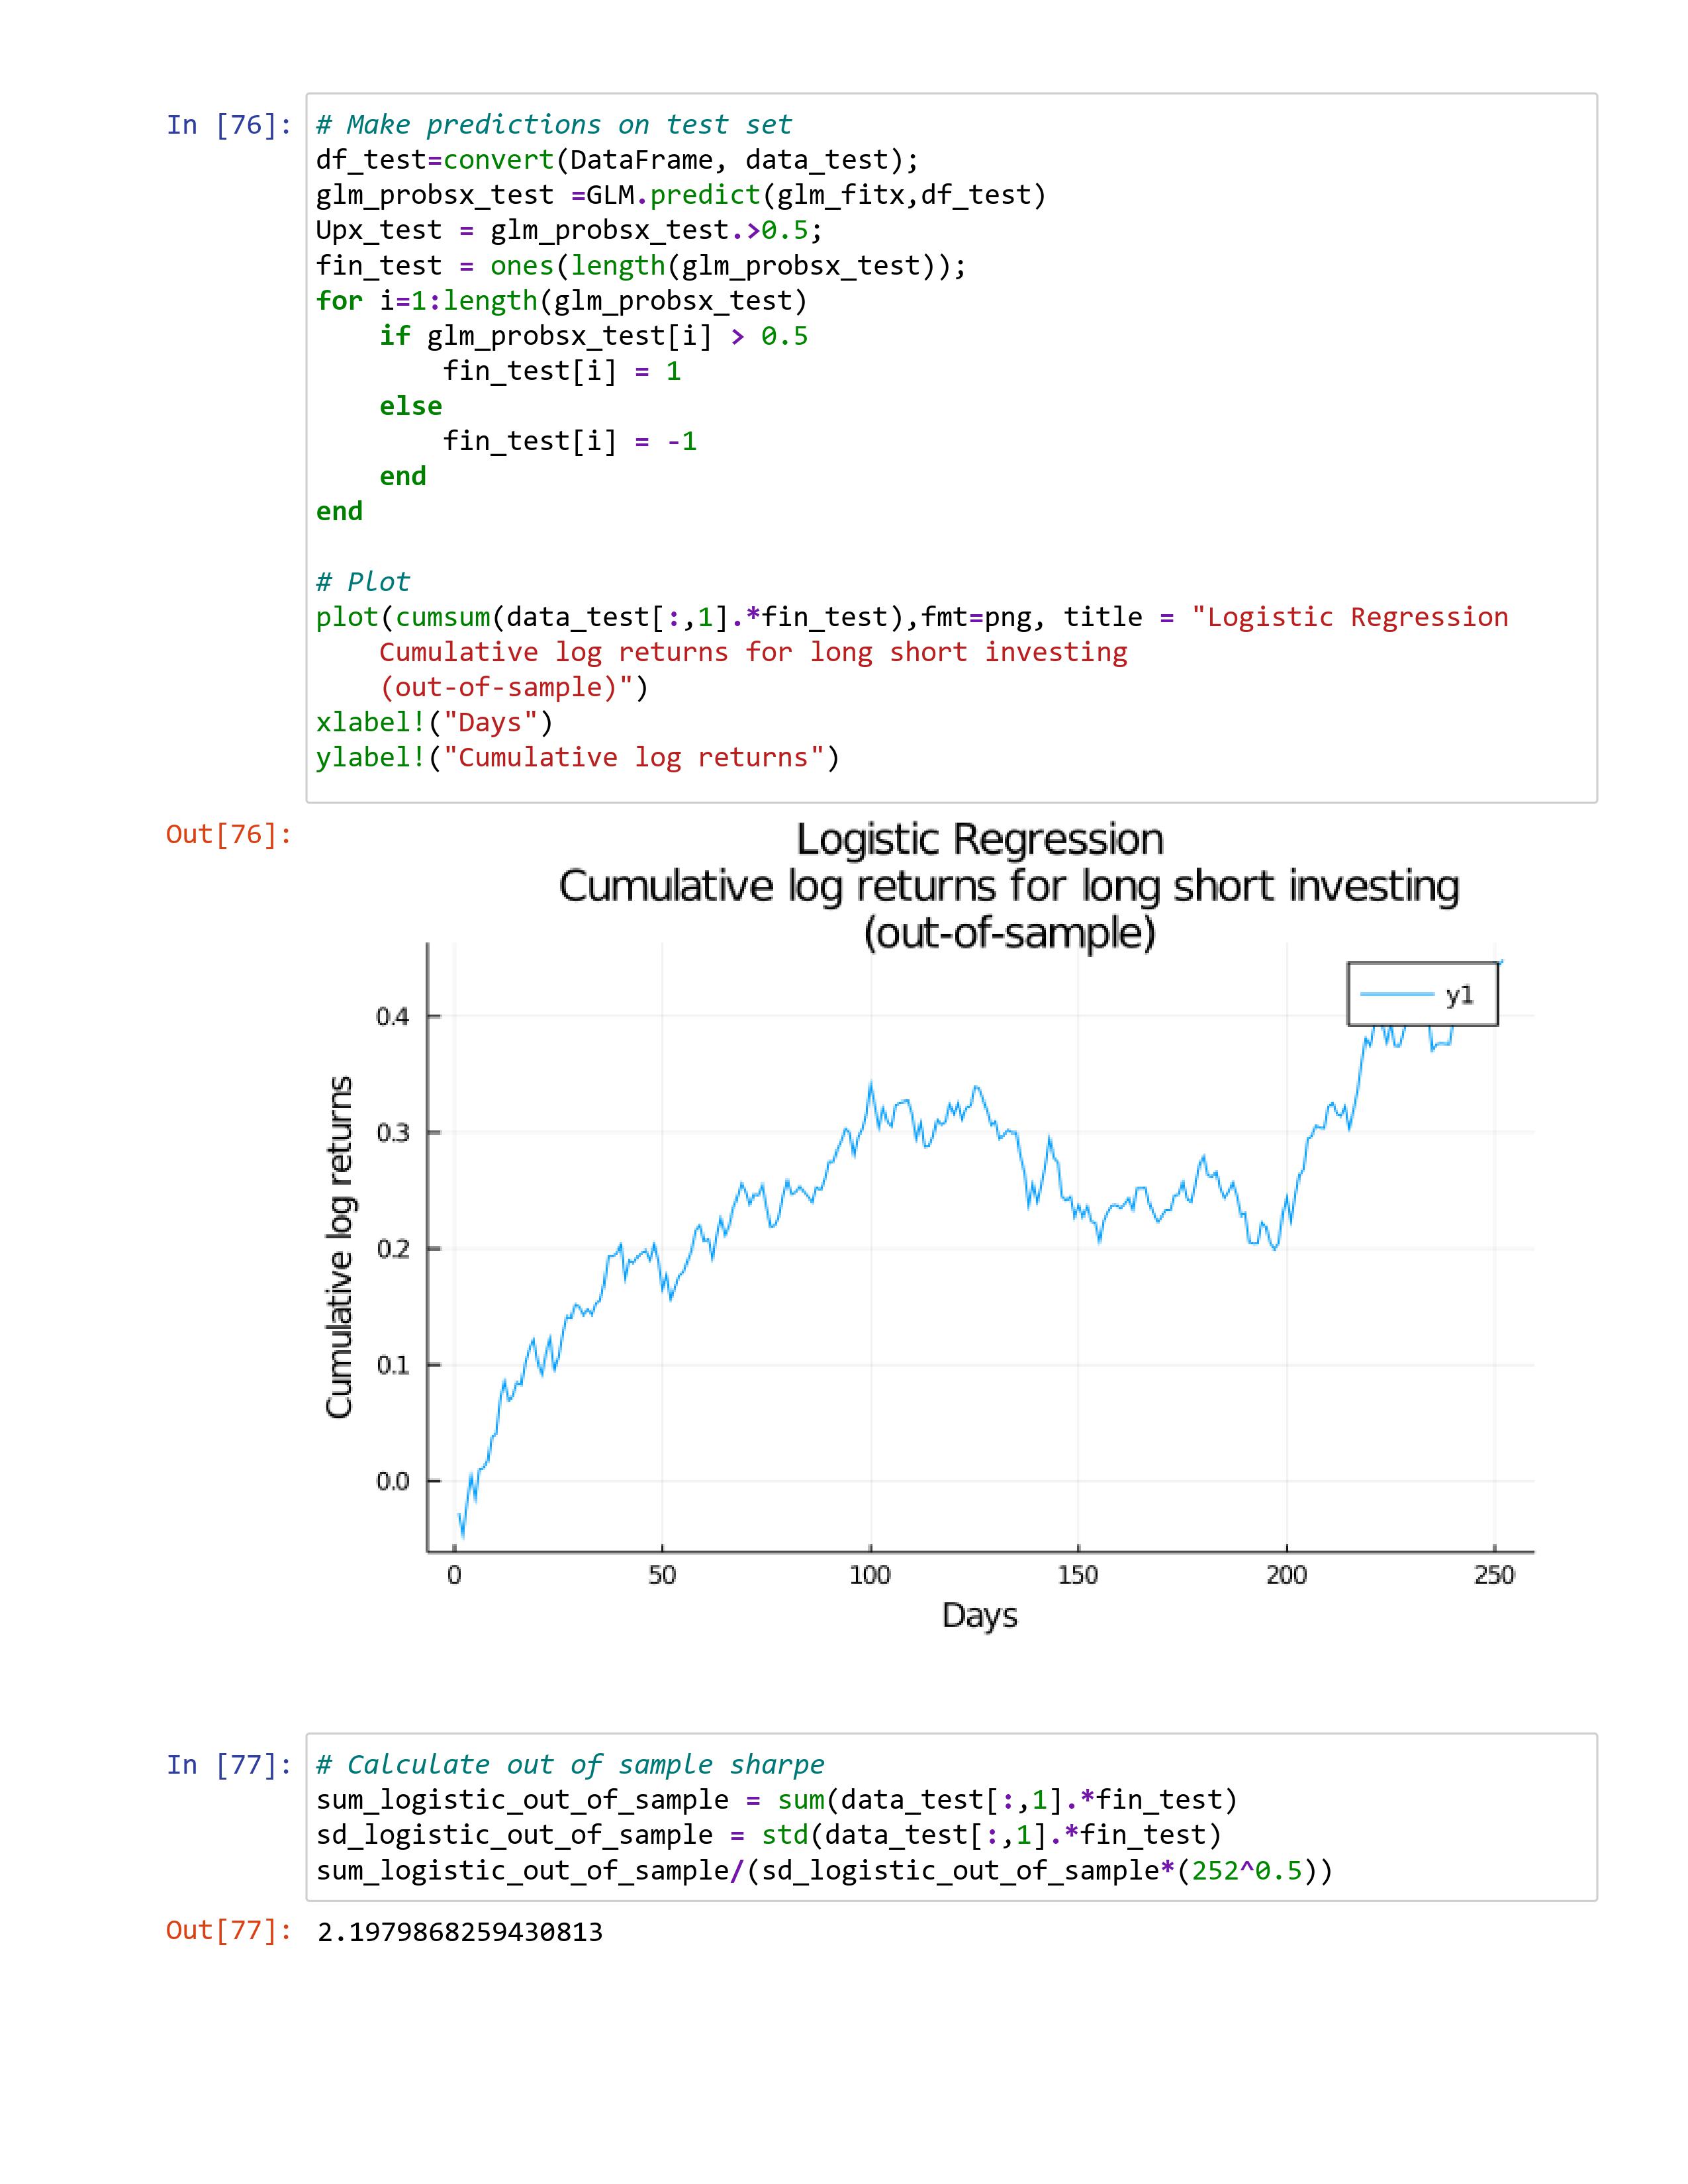 In [76]: # Make predictions on test set
df_test=convert(DataFrame, data_test);
glm_probsx_test =GLM.predict(glm_fitx,df_test)
Upx_test = glm_probsx_test.>0.5;
fin_test = ones(length(glm_probsx_test));
for i=1:length(glm_probsx_test)
    if glm_probsx_test[i] > 0.5
        fin_test[i] = 1
    else
        fin_test[i] = -1
    end
end
# Plot
plot(cumsum(data_test[:,1].*fin_test),fmt=png, title = "Logistic Regression
    Cumulative log returns for long short investing
    (out-of-sample)")
xlabel!("Days")
ylabel!("Cumulative log returns")
Out[76]:
Logistic Regression
Cumulative log returns for long short investing
(out-of-sample)
y1
0.4
0.3
0.2
0.1
0.0
Cumulative log returns
0 50 100 150 200 250
Days
In [77]: # Calculate out of sample sharpe
sum_logistic_out_of_sample = sum(data_test[:,1].*fin_test)
sd_logistic_out_of_sample = std(data_test[:,1].*fin_test)
sum_logistic_out_of_sample/(sd_logistic_out_of_sample*(252^0.5))
Out[77]: 2.1979868259430813